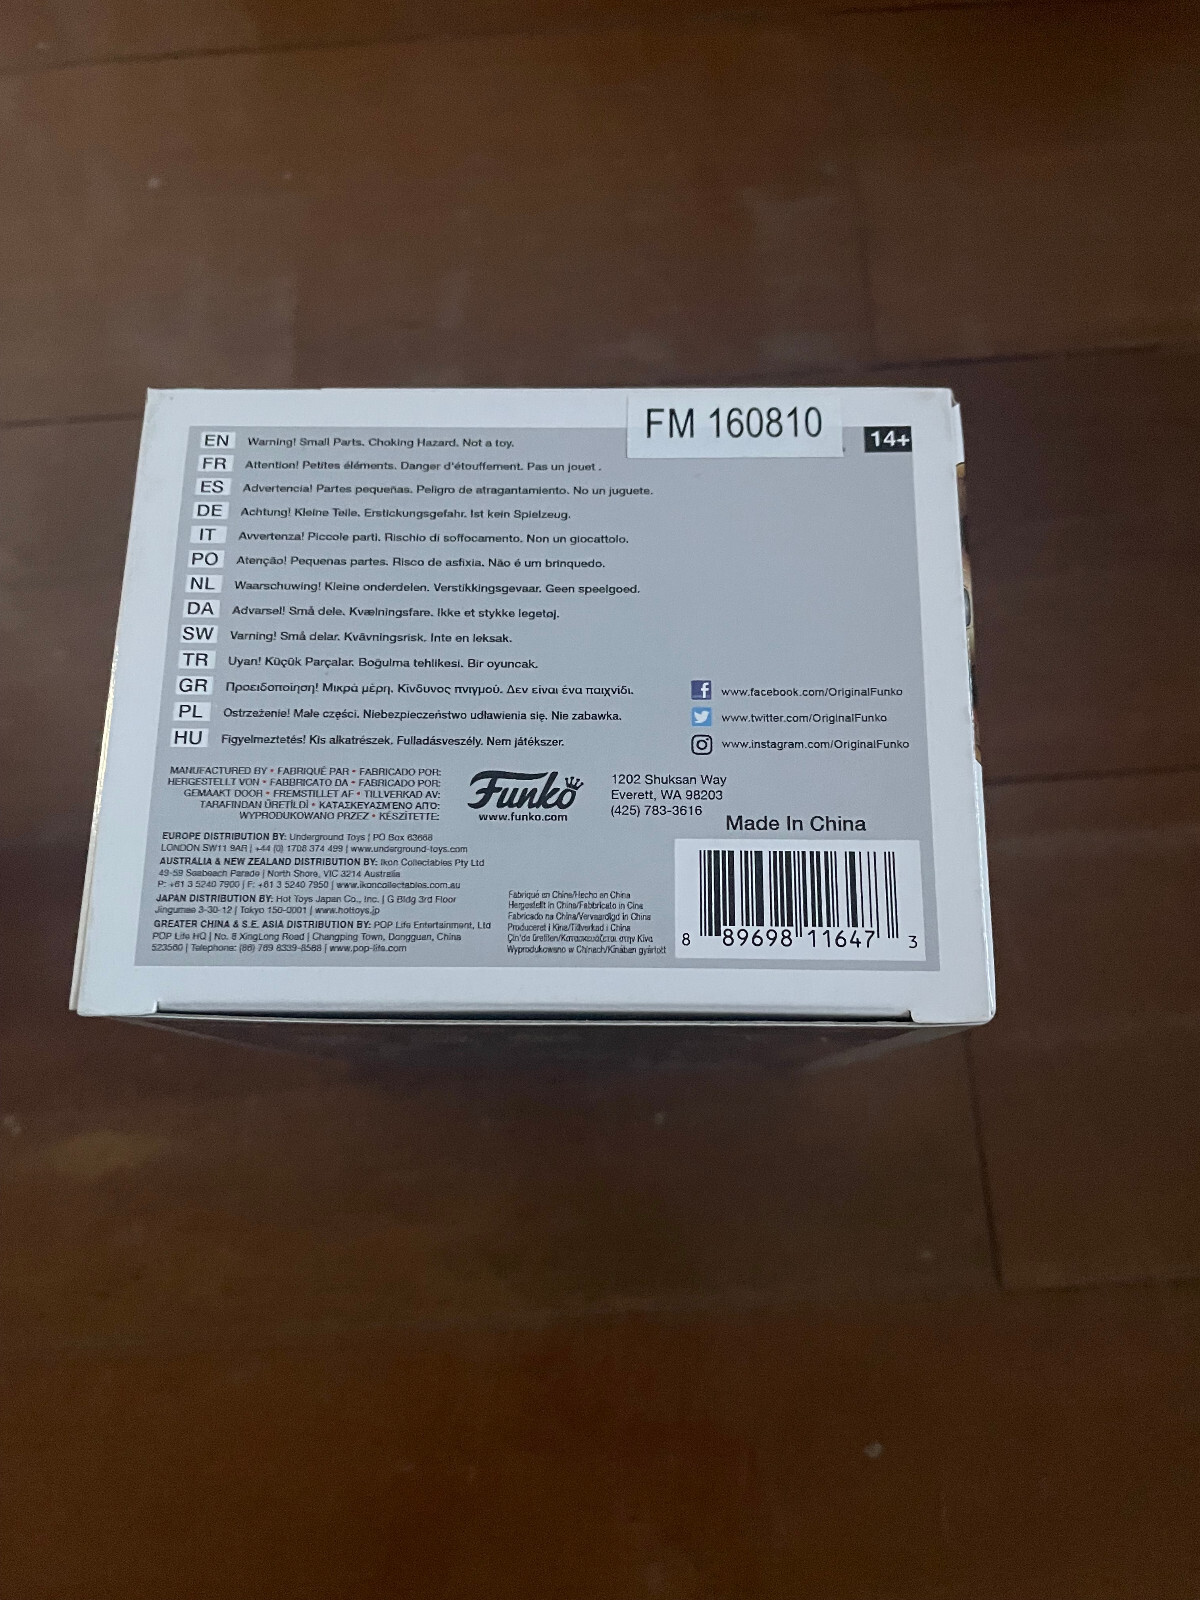 FM 160810
14+
EN Warning! Small Parts. Choking Hazard. Not a toy.
FR Attention! Petites éléments. Danger d'étouffement. Pas un jouet .
ES Advertencia! Partes pequeñas. Peligro de atragantamiento. No un juguete.
DE Achtung! Kleine Teile. Erstickungsgefahr. Ist kein Spielzeug.
IT Avvertenza! Piccole parti. Rischio di soffocamento. Non un giocattolo.
PO Atenção! Pequenas partes. Risco de asfixia. Não é um brinquedo.
NL Waarschuwing! Kleine onderdelen. Verstikkingsgevaar. Geen speelgoed.
DA Advarsel! Små dele. Kvælningsfare. Ikke et stykke legetøj.
SW Varning! Små delar. Kvävningsrisk. Inte en leksak.
TR Uyarı! Küçük Parçalar. Boğulma tehlikesi. Bir oyuncak.
GR Προειδοποίηση! Μικρά μέρη. Κίνδυνος πνιγμού. Δεν είναι ένα παιχνίδι.
PL Ostrzeżenie! Małe części. Niebezpieczeństwo udławienia się. Nie zabawka.
HU Figyelmeztetés! Kis alkatrészek. Fulladásveszély. Nem játékszer.
www.facebook.com/OriginalFunko
www.twitter.com/OriginalFunko
www.instagram.com/OriginalFunko
MANUFACTURED BY • FABRIQUÉ PAR • FABRICADO POR:
HERGESTELLT VON • FABBRICATO DA • FABRICADO POR:
GEMAAKT DOOR • FREMSTILLET AF • TILLVERKAD AV:
TARAFINDAN ÜRETİLDİ • ΚΑΤΑΣΚΕΥΑΣΜΈΝΟ ΑΠΌ:
WYPRODUKOWANO PRZEZ • KÉSZÍTETTE:
Funko
www.funko.com
1202 Shuksan Way
Everett, WA 98203
(425) 783-3616
Made In China
EUROPE DISTRIBUTION BY: Underground Toys | PO Box 63668
LONDON SW11 9AR | +44 (0) 1708 374 499 | www.underground-toys.com
AUSTRALIA & NEW ZEALAND DISTRIBUTION BY: Ikon Collectables Pty Ltd
49-59 Seabeach Parade | North Shore, VIC 3214 Australia
P: +61 3 5240 7900 | F: +61 3 5240 7950 | www.ikoncollectables.com.au
JAPAN DISTRIBUTION BY: Hot Toys Japan Co., Inc. | G Bldg 3rd Floor
Jingumae 3-30-12 | Tokyo 150-0001 | www.hottoys.jp
GREATER CHINA & S.E. ASIA DISTRIBUTION BY: POP Life Entertainment, Ltd
POP Life HQ | No. 8 XingLong Road | Changping Town, Dongguan, China
523560 | Telephone: (86) 769 8339-8588 | www.pop-life.com
Fabriqué en Chine/Hecho en China
Hergestellt in China/Fabbricato in Cina
Fabricado na China/Vervaardigd in China
Produceret i Kina/Tillverkad i China
Çin'de üretilen/Κατασκευάζεται στην Κίνα
Wyprodukowano w Chinach/Kínában gyártott
8 89698 11647 3